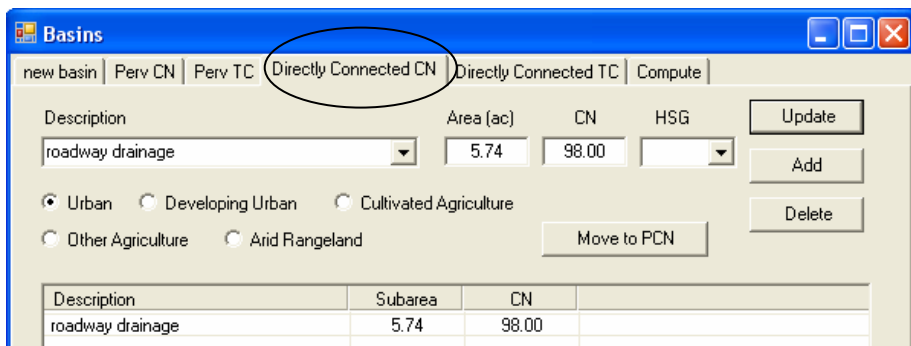 Basins
new basin Perv CN Perv TC Directly Connected CN Directly Connected TC Compute
Description Area (ac) CN HSG Update
roadway drainage 5.74 98.00
Add
Urban Developing Urban Cultivated Agriculture
Delete
Other Agriculture Arid Rangeland Move to PCN
Description Subarea CN
roadway drainage 5.74 98.00